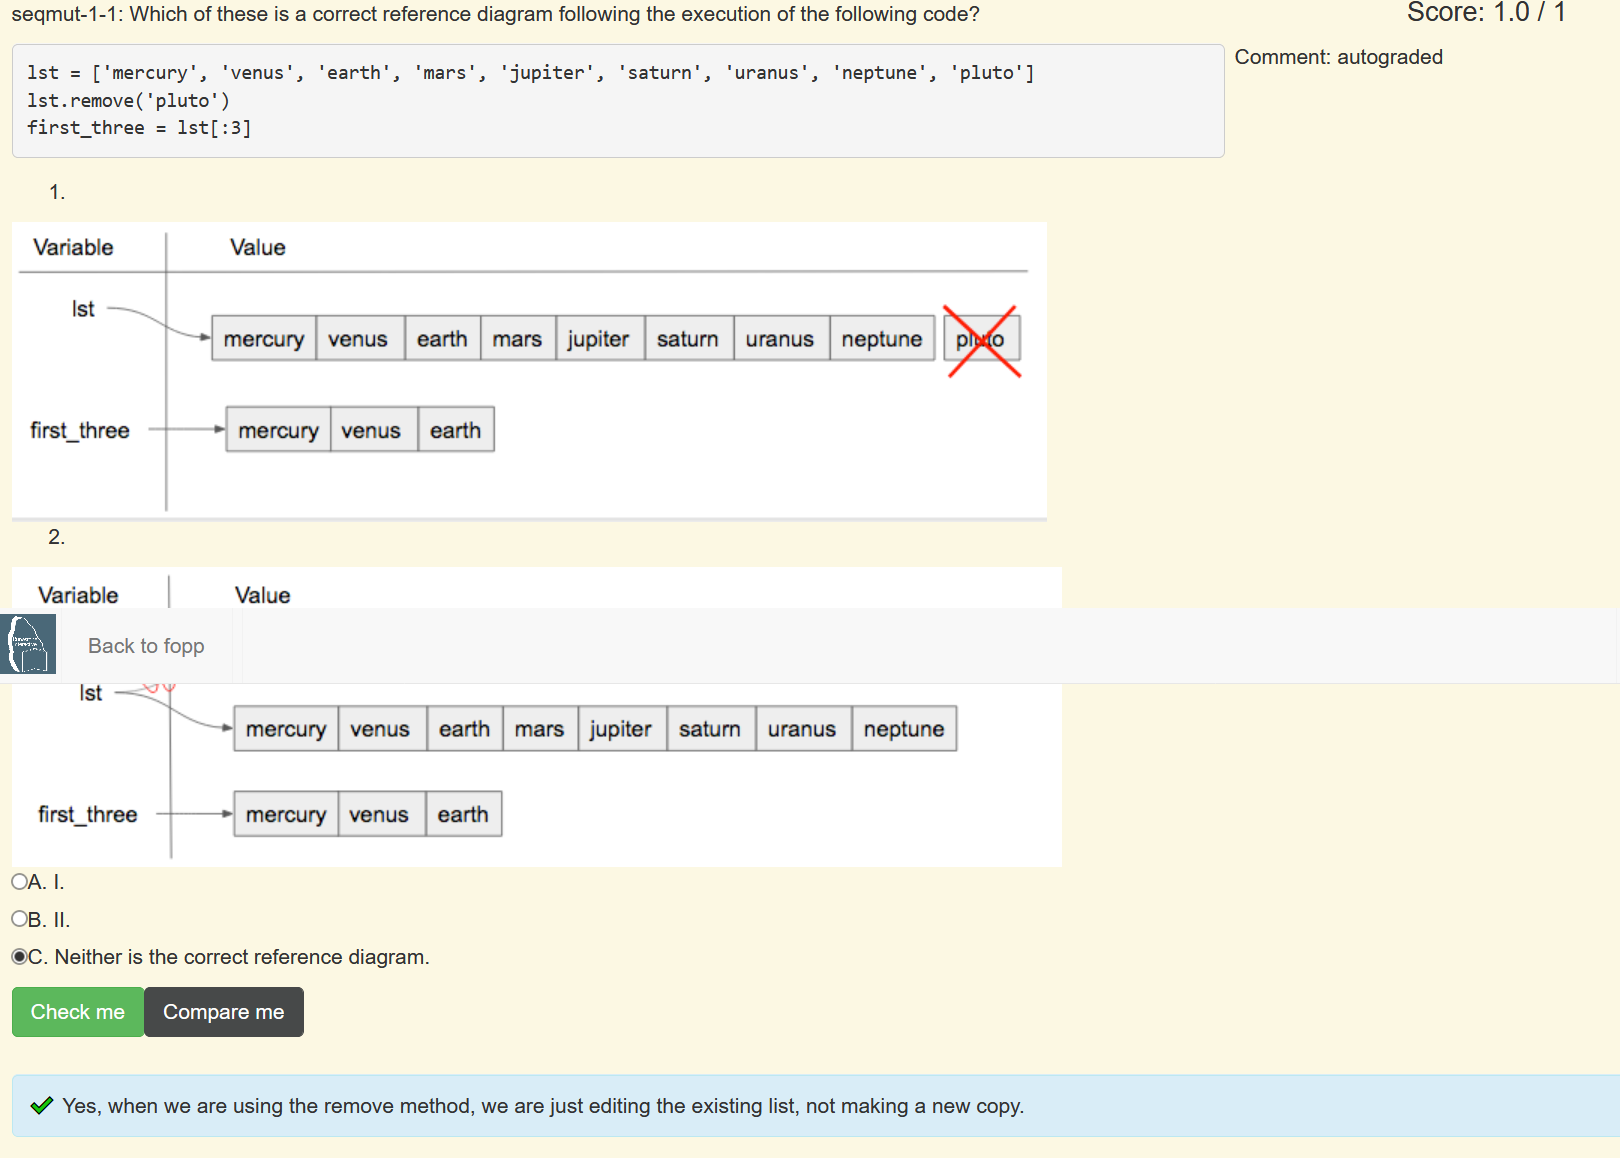 seqmut-1-1: Which of these is a correct reference diagram following the execution of the following code?
Score: 1.0 / 1
Comment: autograded
lst = ['mercury', 'venus', 'earth', 'mars', 'jupiter', 'saturn', 'uranus', 'neptune', 'pluto']
lst.remove('pluto')
first_three = lst[:3]
1.
Variable Value
lst
mercury venus earth mars jupiter saturn uranus neptune pluto
first_three mercury venus earth
2.
Variable Value
Back to fopp
lst
mercury venus earth mars jupiter saturn uranus neptune
first_three mercury venus earth
A. I.
B. II.
C. Neither is the correct reference diagram.
Check me Compare me
Yes, when we are using the remove method, we are just editing the existing list, not making a new copy.